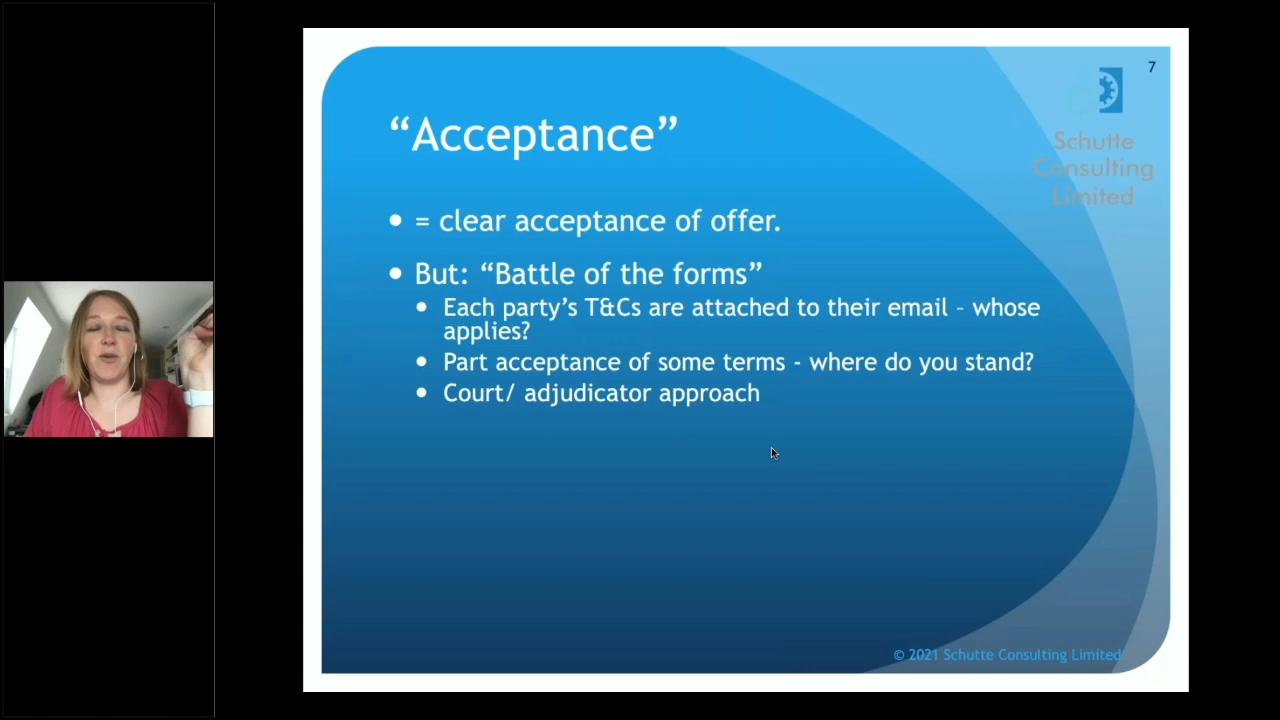 7
Schutte
Consulting
Limited
“Acceptance”
= clear acceptance of offer.
But: “Battle of the forms”
Each party’s T&Cs are attached to their email – whose
applies?
Part acceptance of some terms - where do you stand?
Court/ adjudicator approach
© 2021 Schutte Consulting Limited